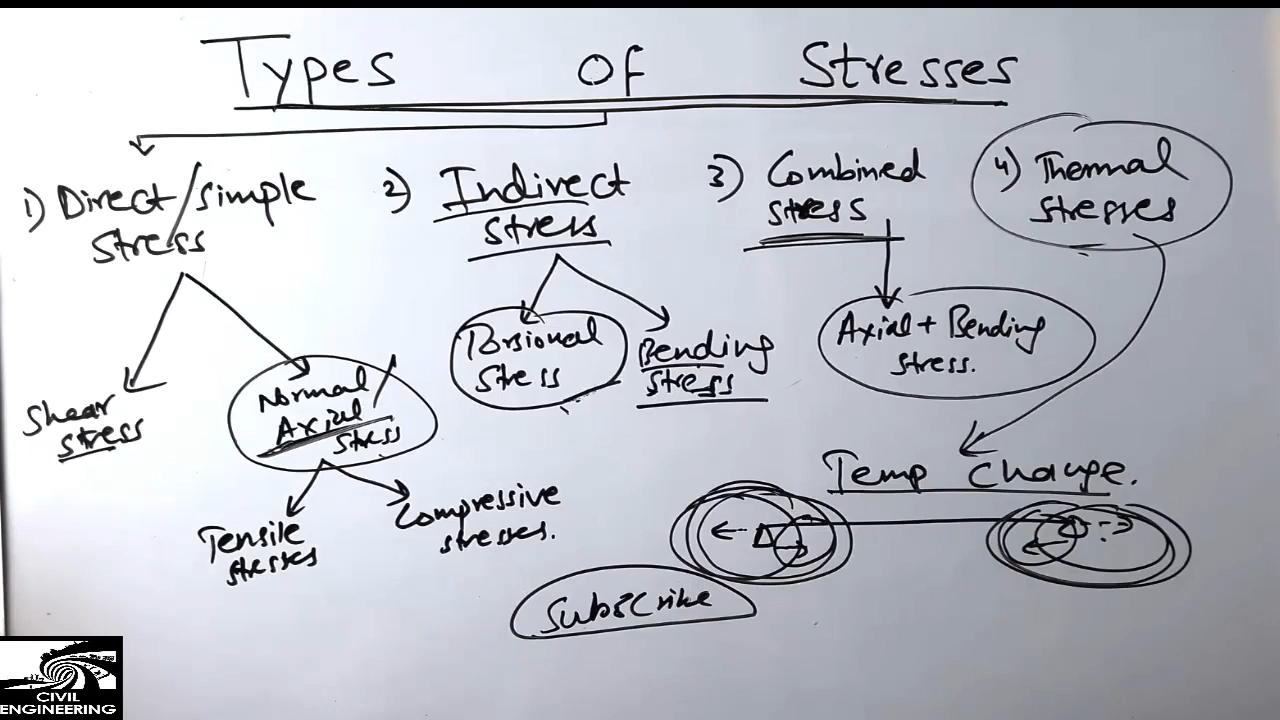 Types Of Stresses
1) Direct/simple
stress
2) Indirect
stress
3) Combined
stress
4) Thermal
stresses
Shear
stress
Normal/
Axial
stress
Tensile
stresses
Compressive
stresses.
Torsional
stress
Bending
stress
Axial + Bending
stress.
Temp Change.
Subscribe
CIVIL
ENGINEERING